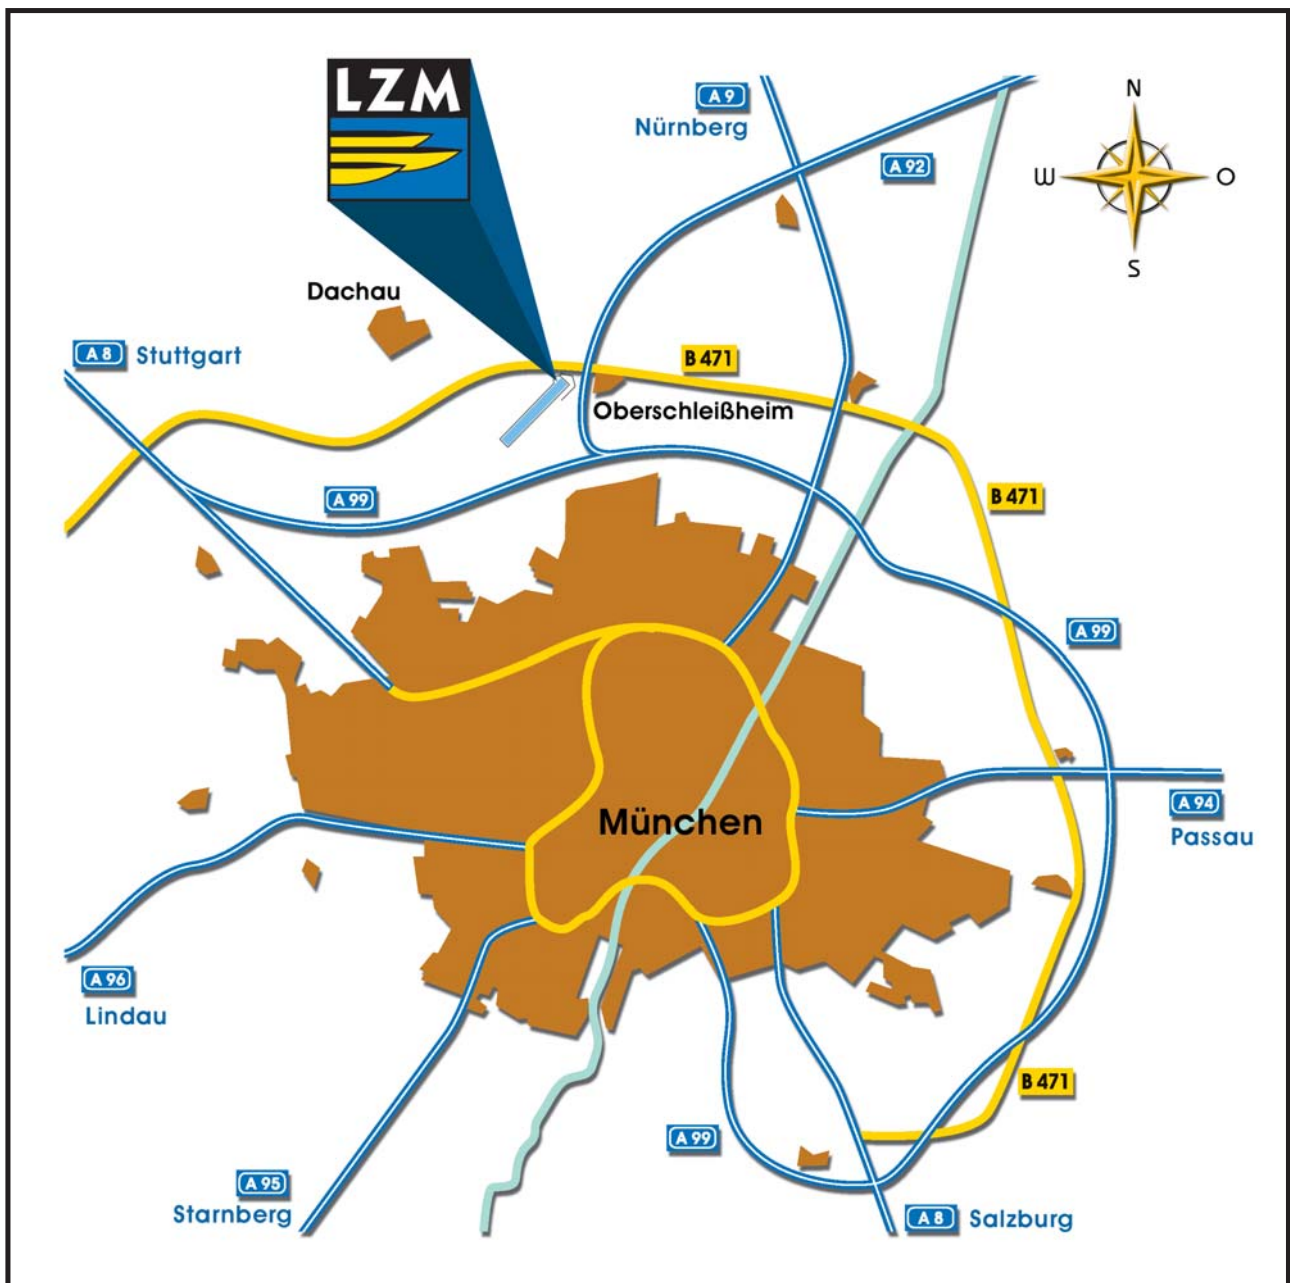 LZM
A 9
Nürnberg
N
A 92
W
O
S
Dachau
A 8 Stuttgart
B 471
Oberschleißheim
A 99
B 471
A 99
München
A 94
Passau
A 96
Lindau
B 471
A 99
A 95
Starnberg
A 8 Salzburg